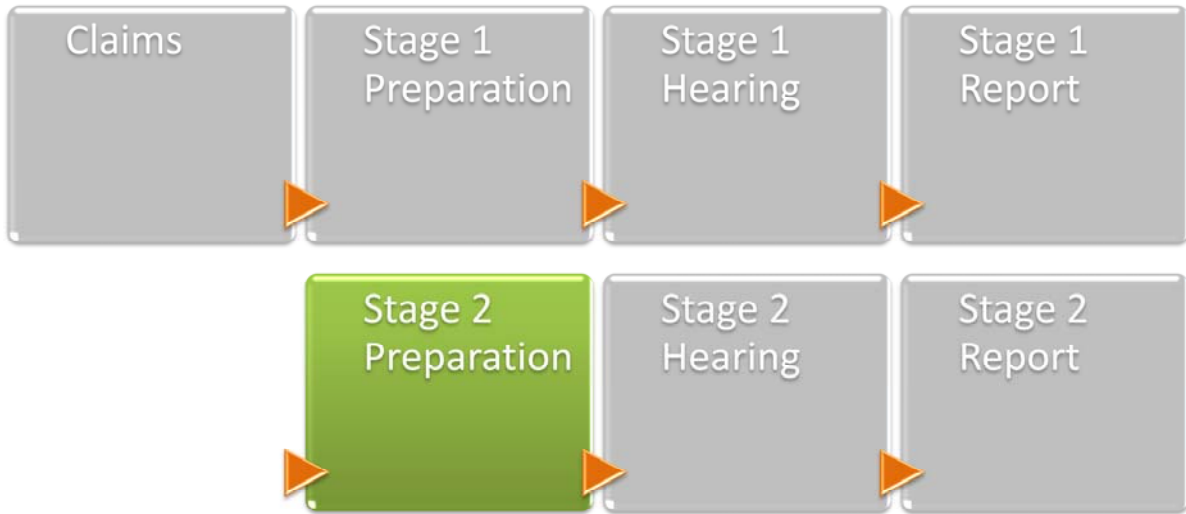 Claims
Stage 1
Preparation
Stage 1
Hearing
Stage 1
Report
Stage 2
Preparation
Stage 2
Hearing
Stage 2
Report